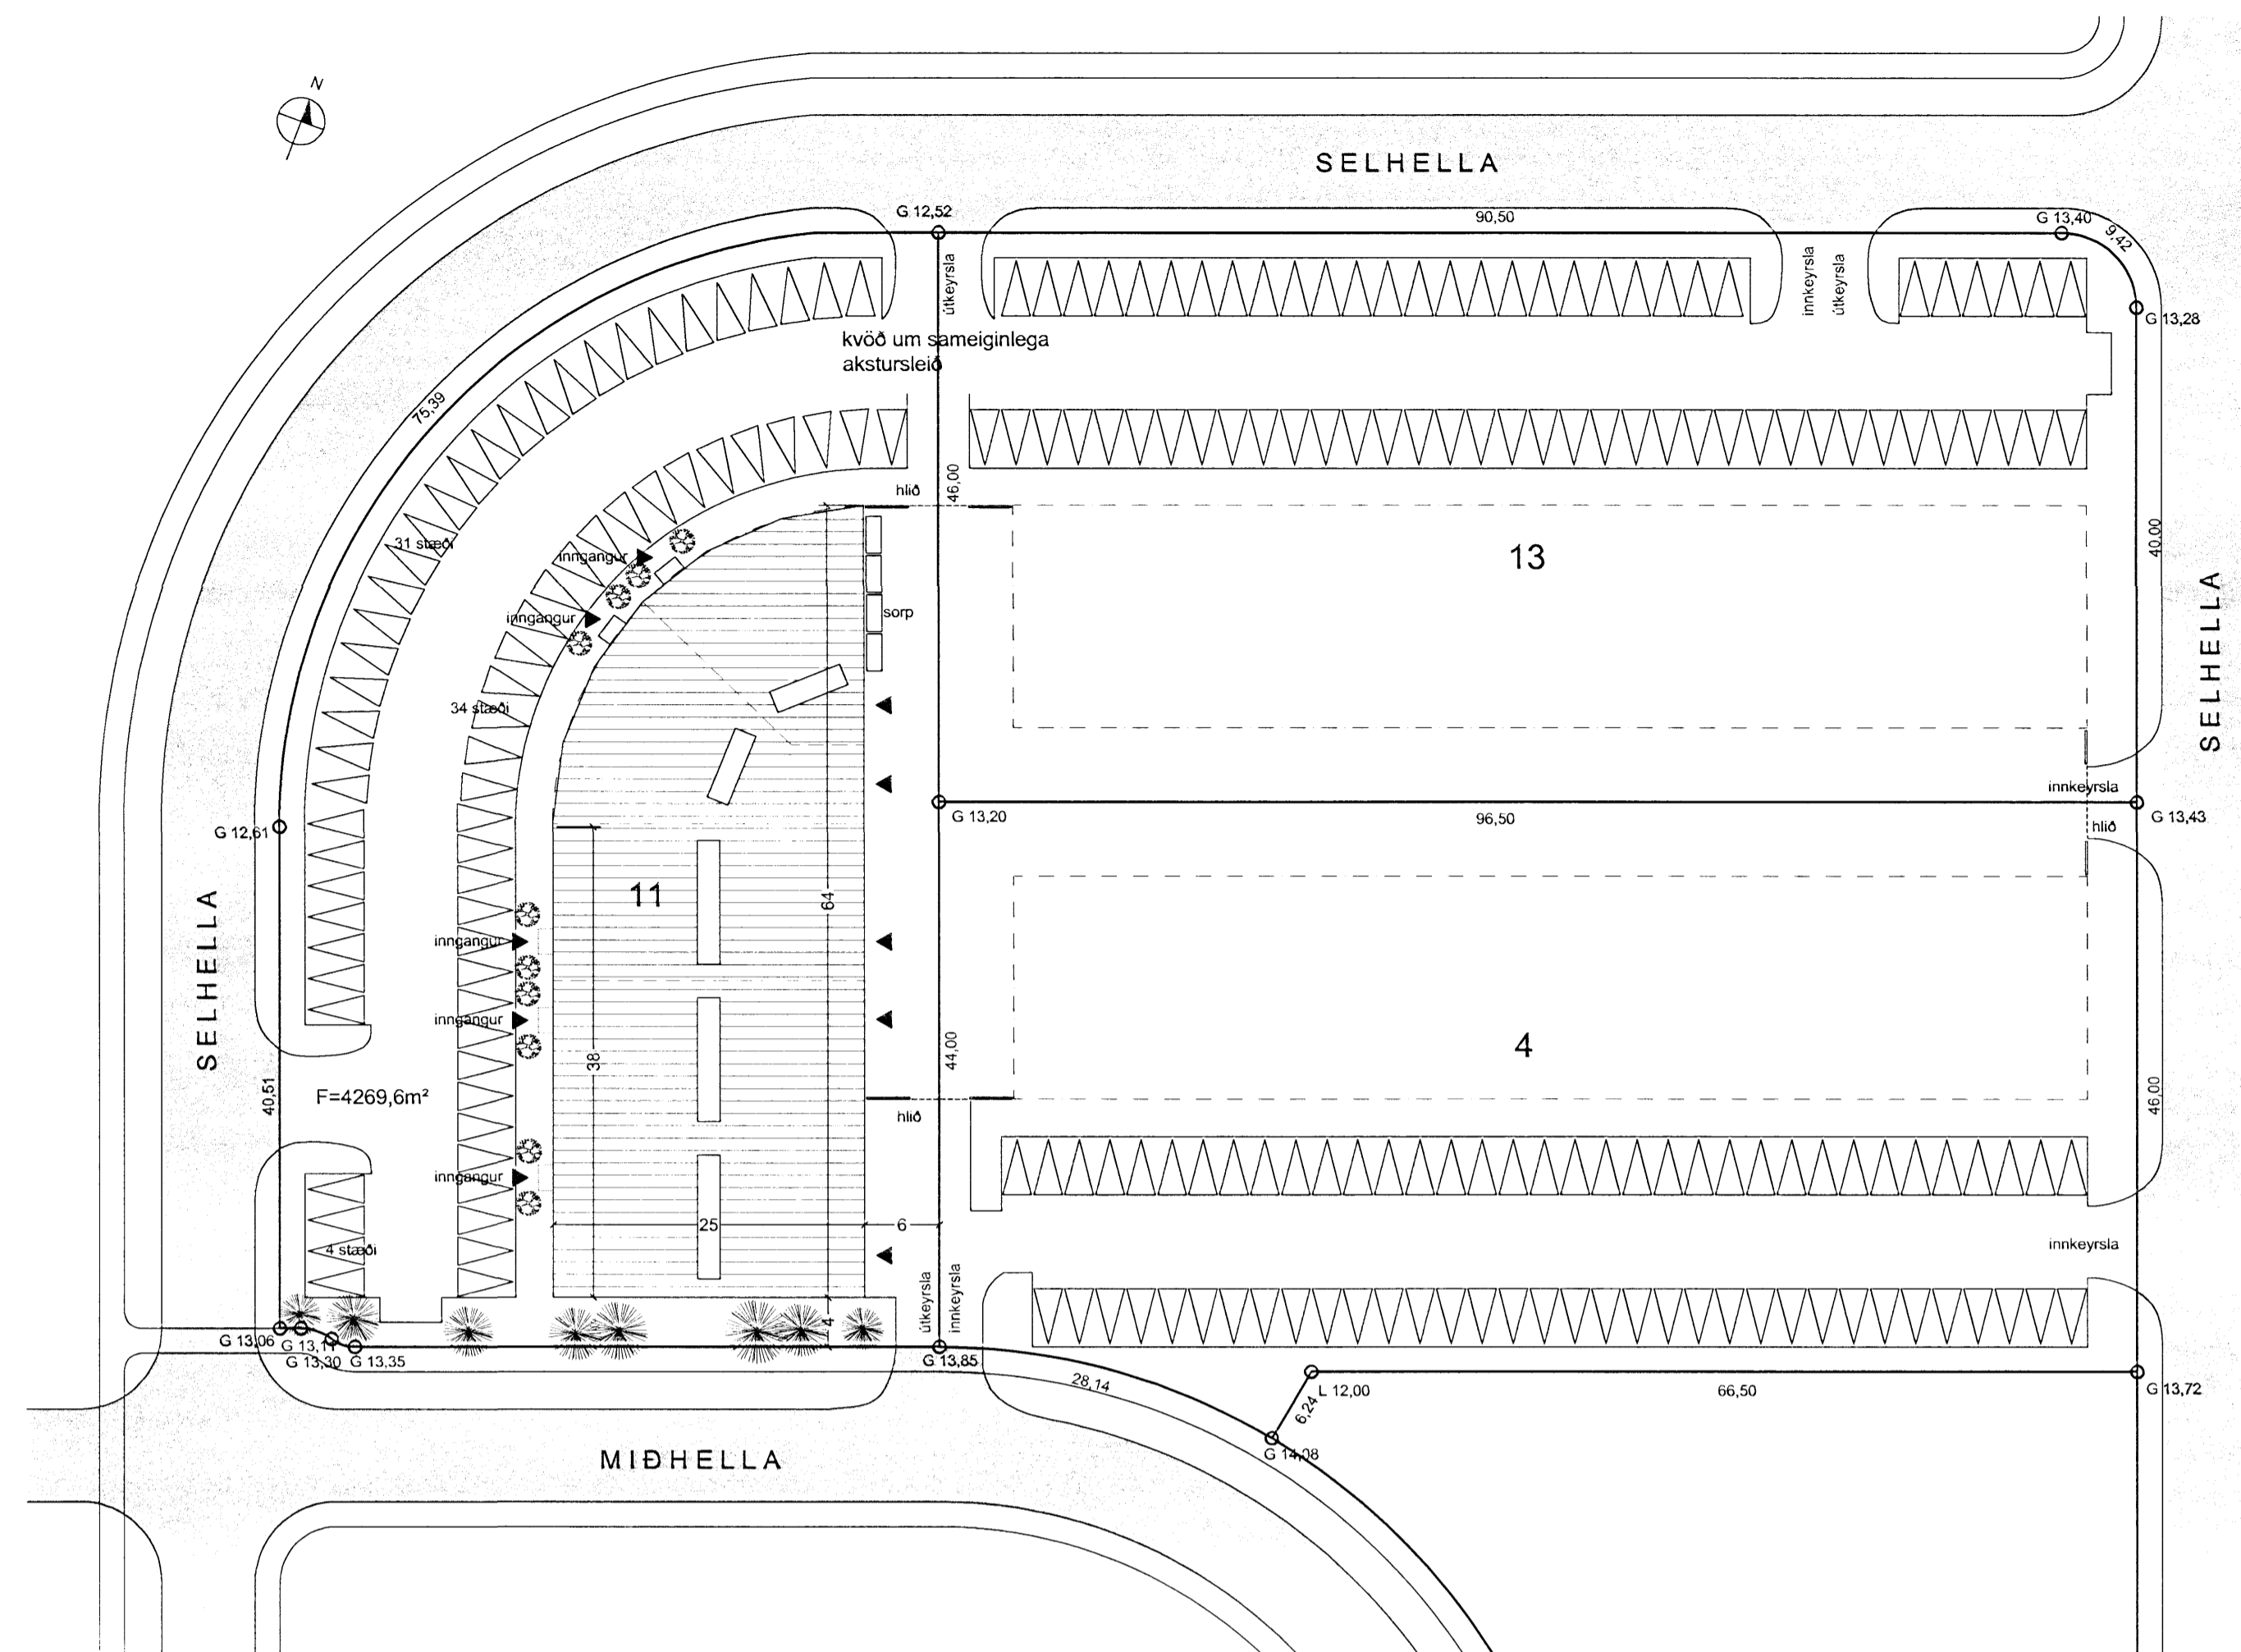 N
SELHELLA
G 12,52
90,50
G 13,40
9,42
útkeyrsla
innkeyrsla
útkeyrsla
G 13,28
kvöð um sameiginlega
akstursleið
75,39
46,00
hlið
31 stæði
inngangur
13
40,00
inngangur
sorp
SELHELLA
34 stæði
innkeyrsla
G 13,20
96,50
G 13,43
hlið
G 12,61
11
64
SELHELLA
inngangur
inngangur
38
44,00
4
40,51
F=4269,6m²
hlið
46,00
inngangur
25
6
4 stæði
innkeyrsla
útkeyrsla
innkeyrsla
4
G 13,06
G 13,11
G 13,30
G 13,35
G 13,85
28,14
L 12,00
66,50
G 13,72
6,24
G 14,08
MIÐHELLA